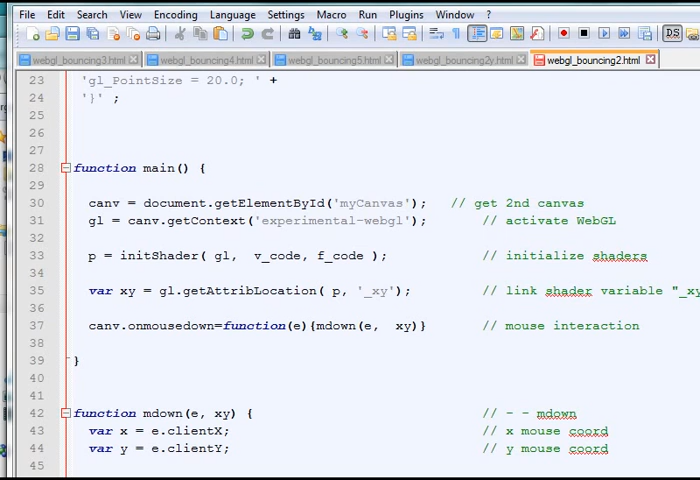 File Edit Search View Encoding Language Settings Macro Run Plugins Window ?
webgl_bouncing3.html webgl_bouncing4.html webgl_bouncing5.html webgl_bouncing2y.html webgl_bouncing2.html
23 'gl_PointSize = 20.0; ' +
24 '}' ;
25
26
27
28 function main() {
29
30 canv = document.getElementById('myCanvas'); // get 2nd canvas
31 gl = canv.getContext('experimental-webgl'); // activate WebGL
32
33 p = initShader( gl, v_code, f_code ); // initialize shaders
34
35 var xy = gl.getAttribLocation( p, '_xy'); // link shader variable "_xy
36
37 canv.onmousedown=function(e){mdown(e, xy)} // mouse interaction
38
39 }
40
41
42 function mdown(e, xy) { // - - mdown
43 var x = e.clientX; // x mouse coord
44 var y = e.clientY; // y mouse coord
45